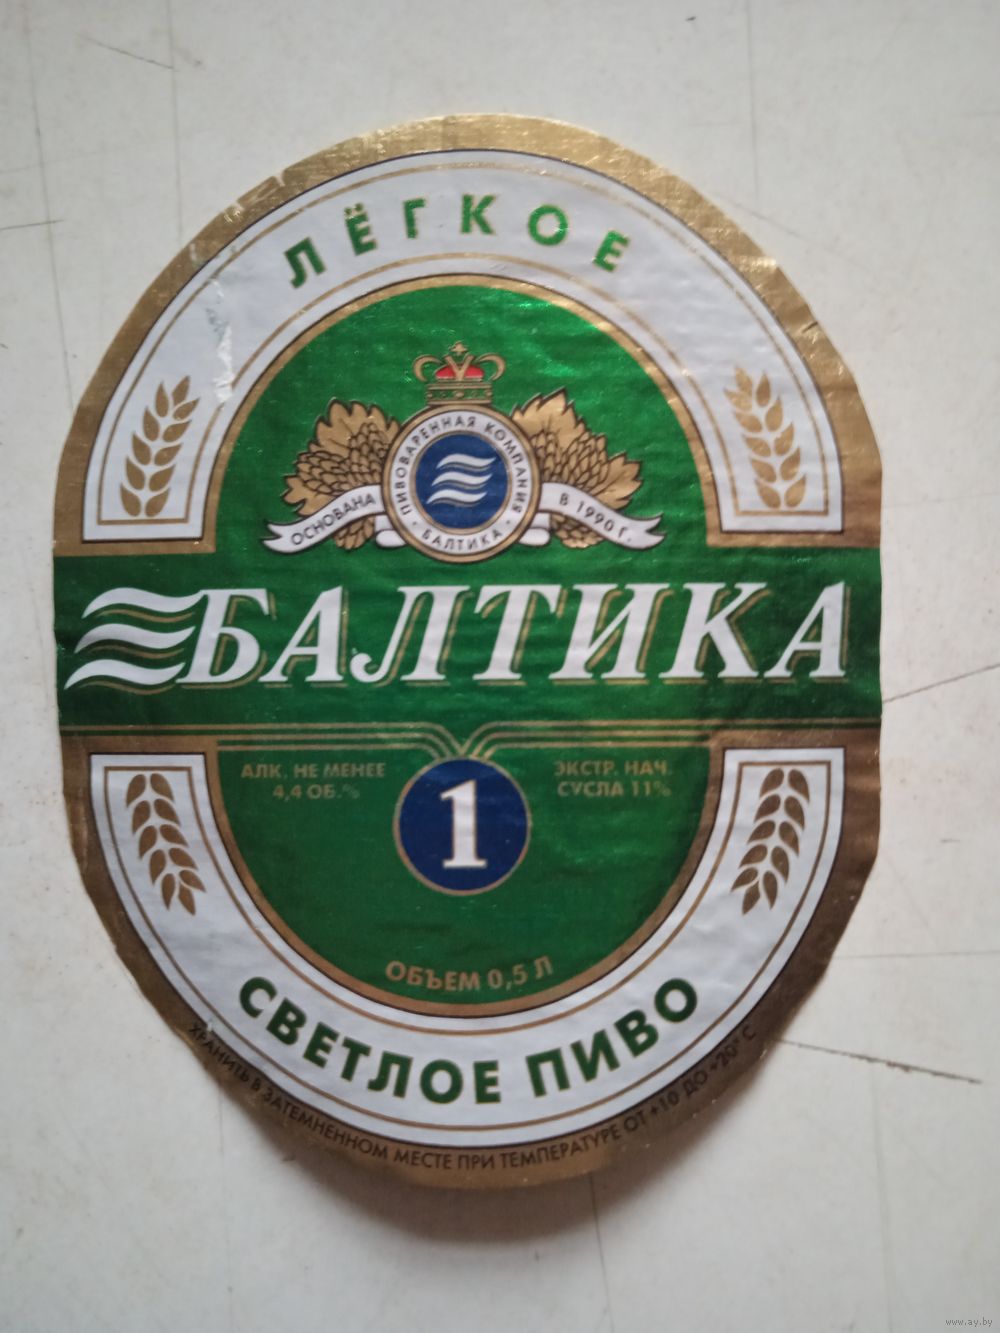 ЛЁГКОЕ
ПИВОВАРЕННАЯ КОМПАНИЯ
• БАЛТИКА •
ОСНОВАНА
В 1990 Г.
БАЛТИКА
АЛК. НЕ МЕНЕЕ
4,4 ОБ.%
ЭКСТР. НАЧ.
СУСЛА 11%
1
ОБЪЕМ 0,5 Л
СВЕТЛОЕ ПИВО
ХРАНИТЬ В ЗАТЕМНЕННОМ МЕСТЕ ПРИ ТЕМПЕРАТУРЕ ОТ +10 ДО +20° С
www.ay.by